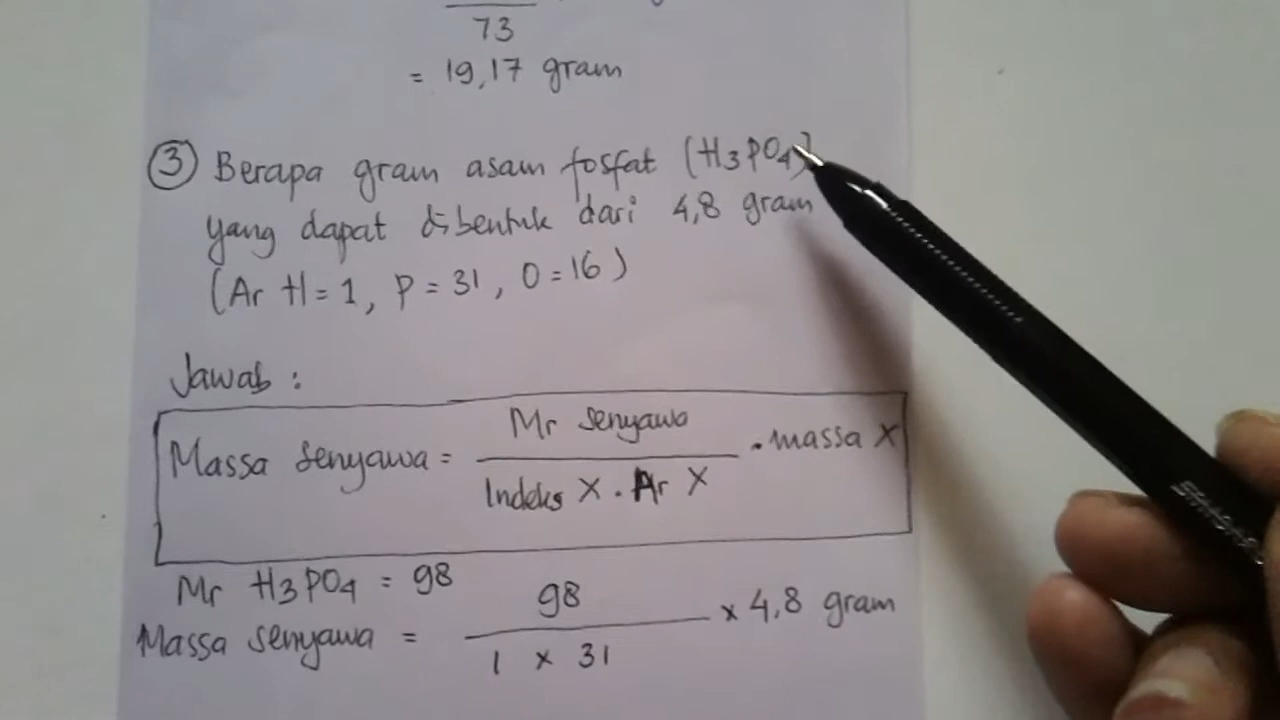 73
= 19,17 gram
③ Berapa gram asam fosfat (H3PO4)
yang dapat dibentuk dari 4,8 gram
(Ar H = 1, P = 31, O = 16)
Jawab :
Massa senyawa = Mr senyawa . massa X
Indeks X . Ar X
Mr H3PO4 = 98
Massa senyawa = 98 x 4,8 gram
1 x 31